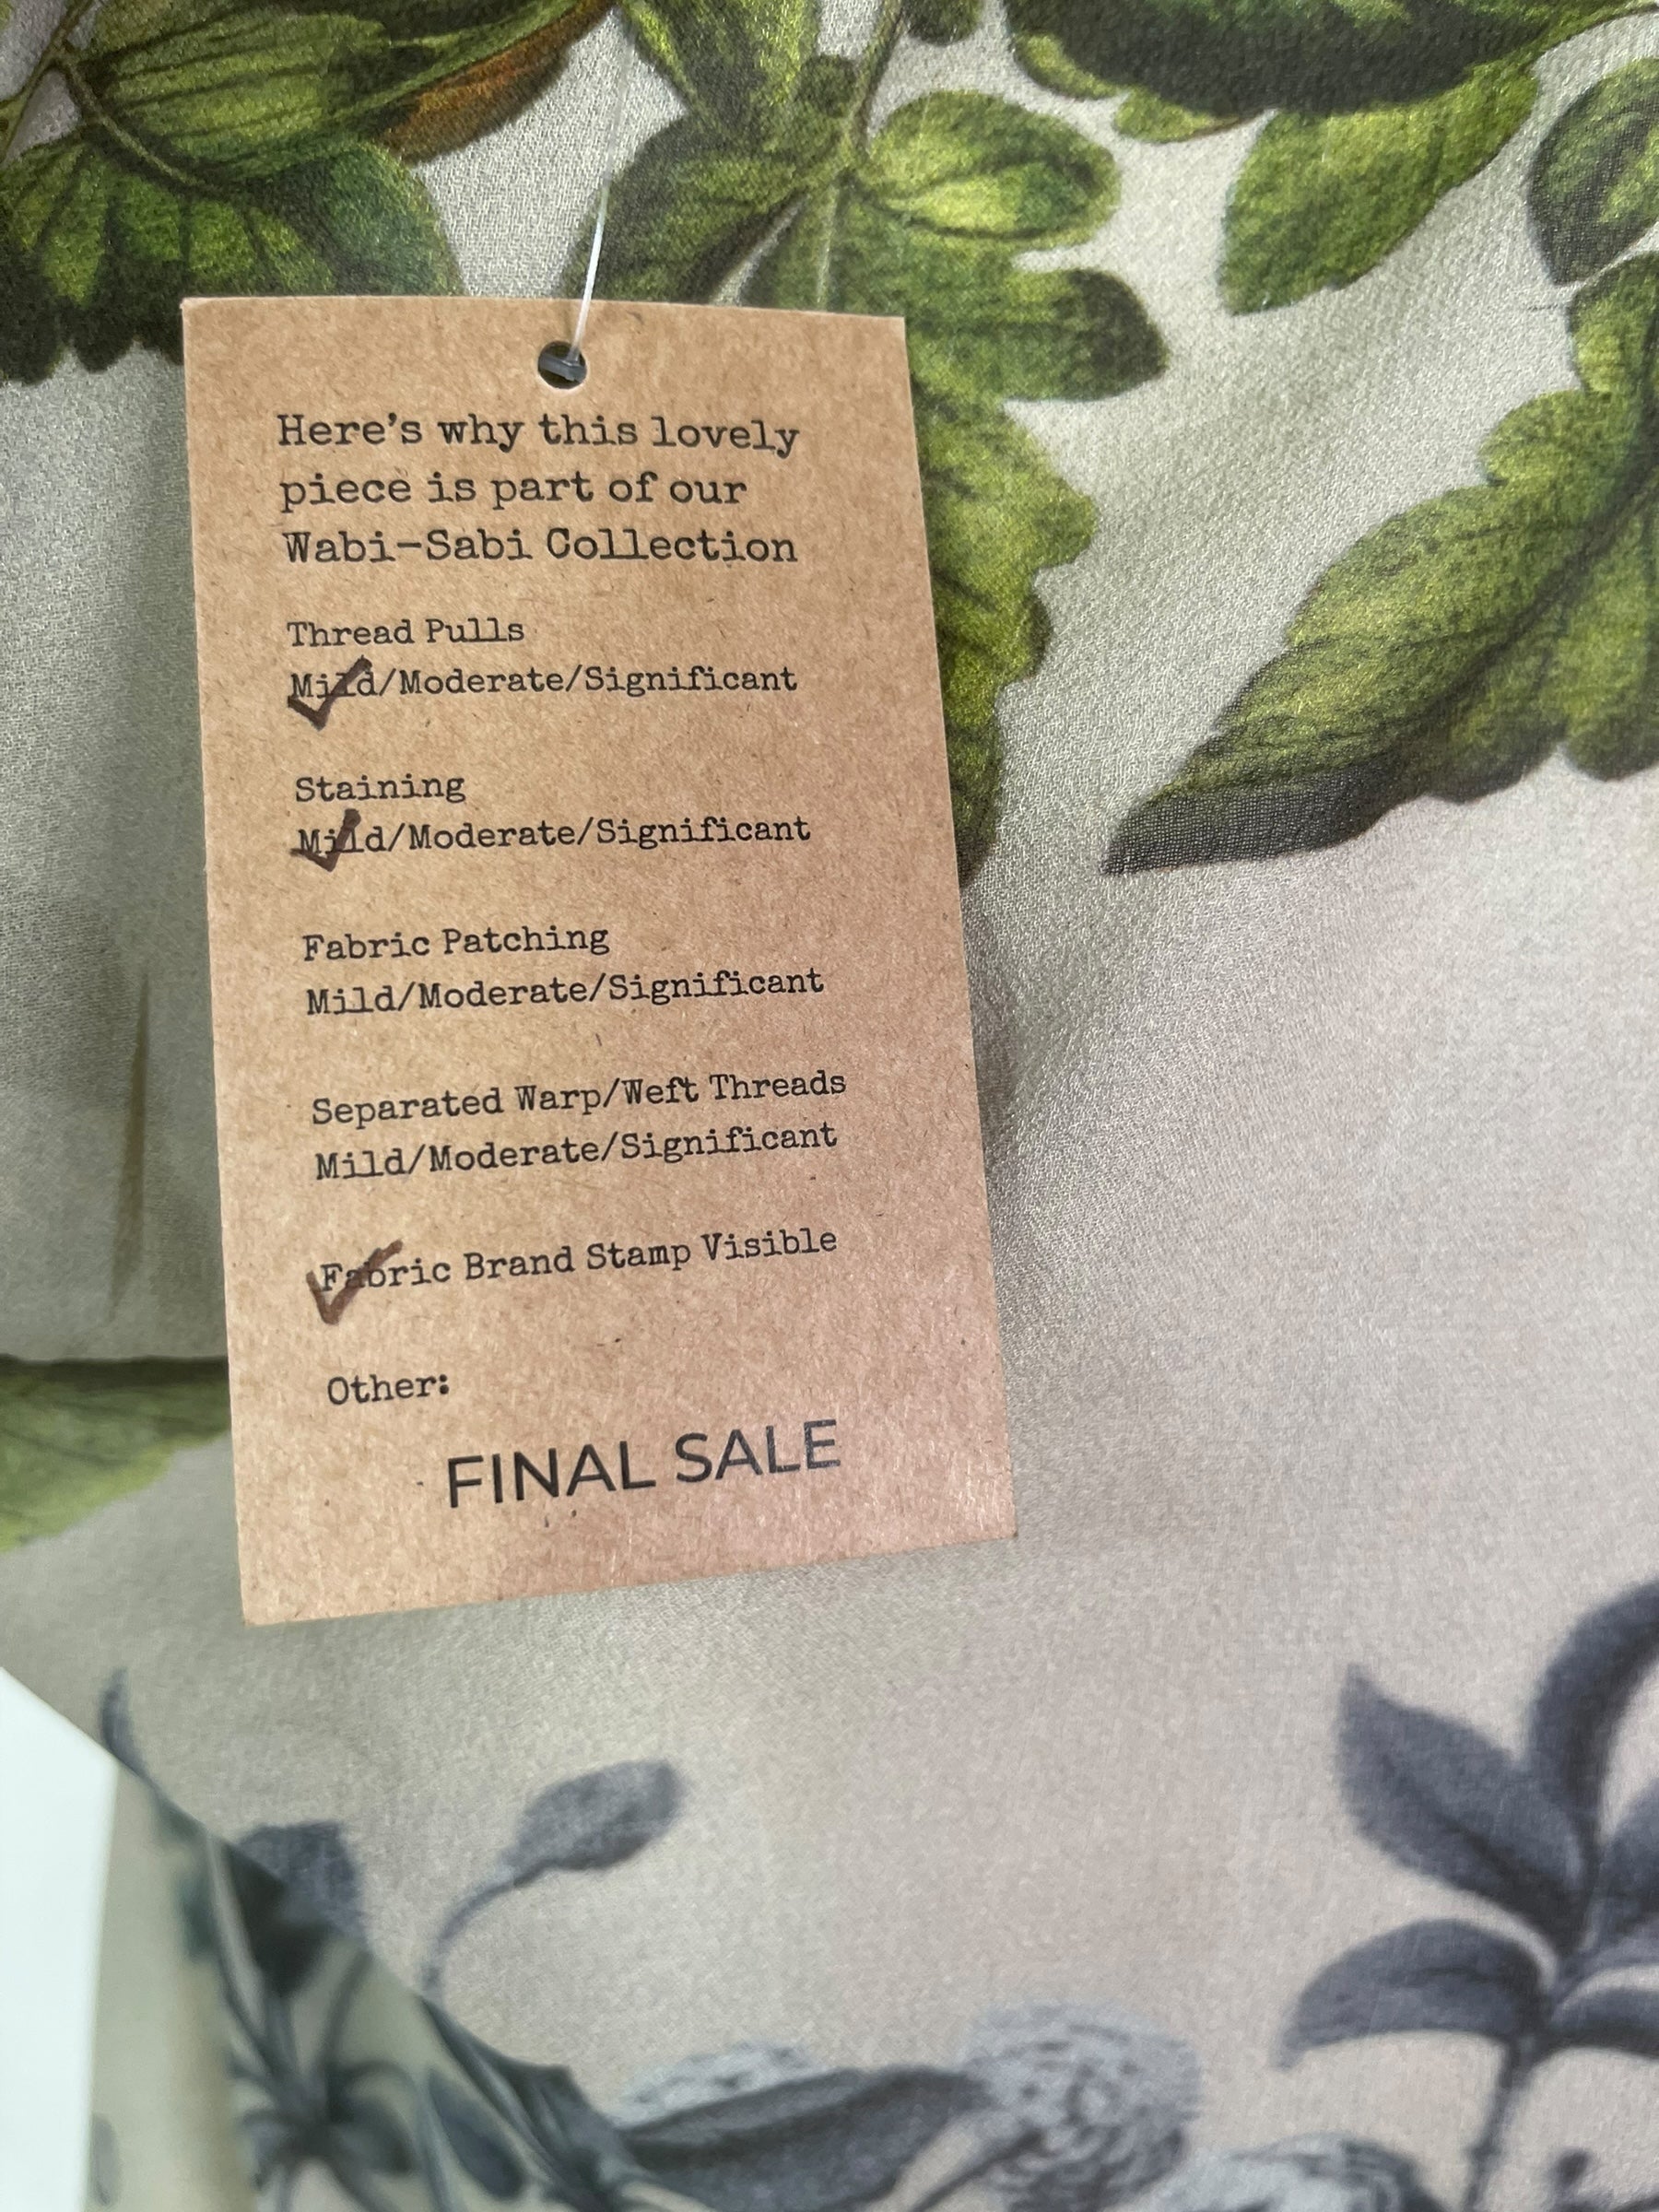 Here's why this lovely
piece is part of our
Wabi-Sabi Collection
Thread Pulls
Mild/Moderate/Significant
Staining
Mild/Moderate/Significant
Fabric Patching
Mild/Moderate/Significant
Separated Warp/Weft Threads
Mild/Moderate/Significant
Fabric Brand Stamp Visible
Other:
FINAL SALE